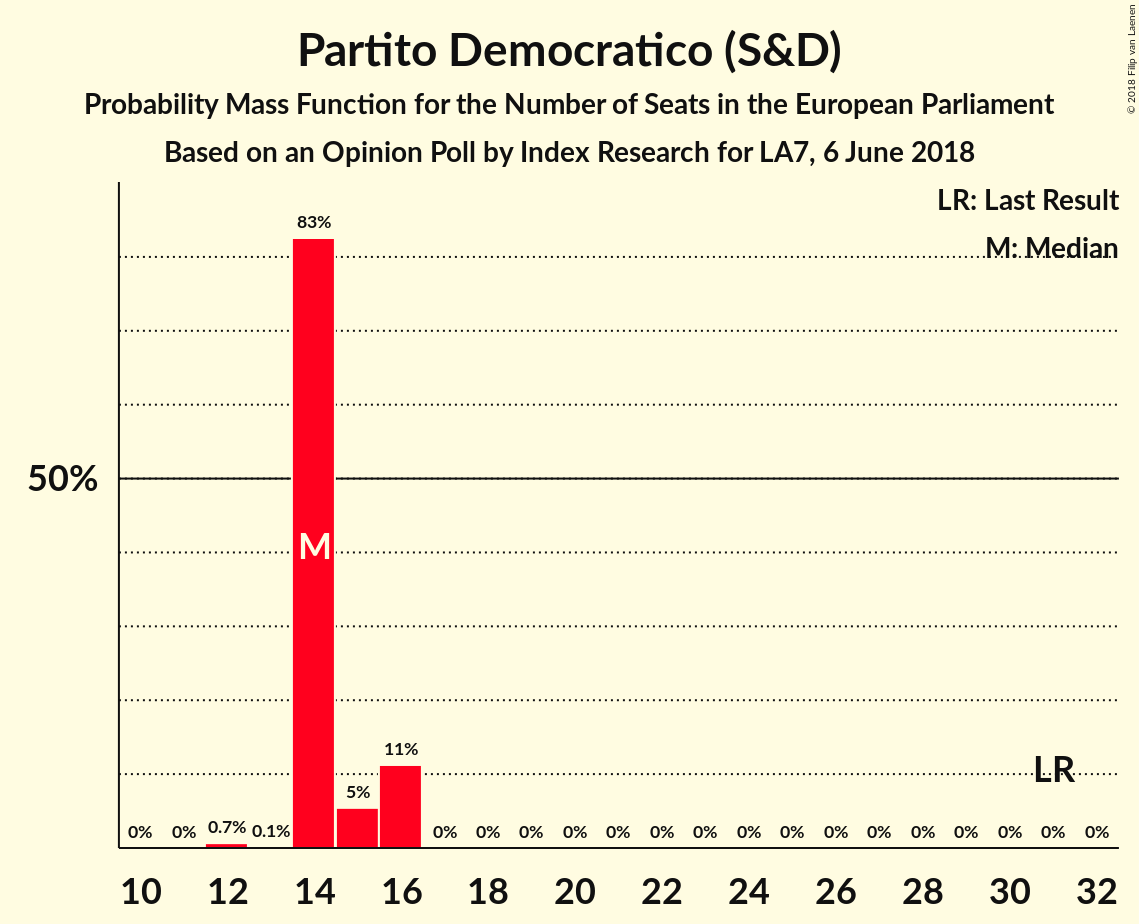 Partito Democratico (S&D)
Probability Mass Function for the Number of Seats in the European Parliament
Based on an Opinion Poll by Index Research for LA7, 6 June 2018
© 2018 Filip van Laenen
LR: Last Result
M: Median
83%
50%
M
11%
LR
5%
0% 0% 0.7% 0.1% 0% 0% 0% 0% 0% 0% 0% 0% 0% 0% 0% 0% 0% 0% 0% 0%
10 12 14 16 18 20 22 24 26 28 30 32